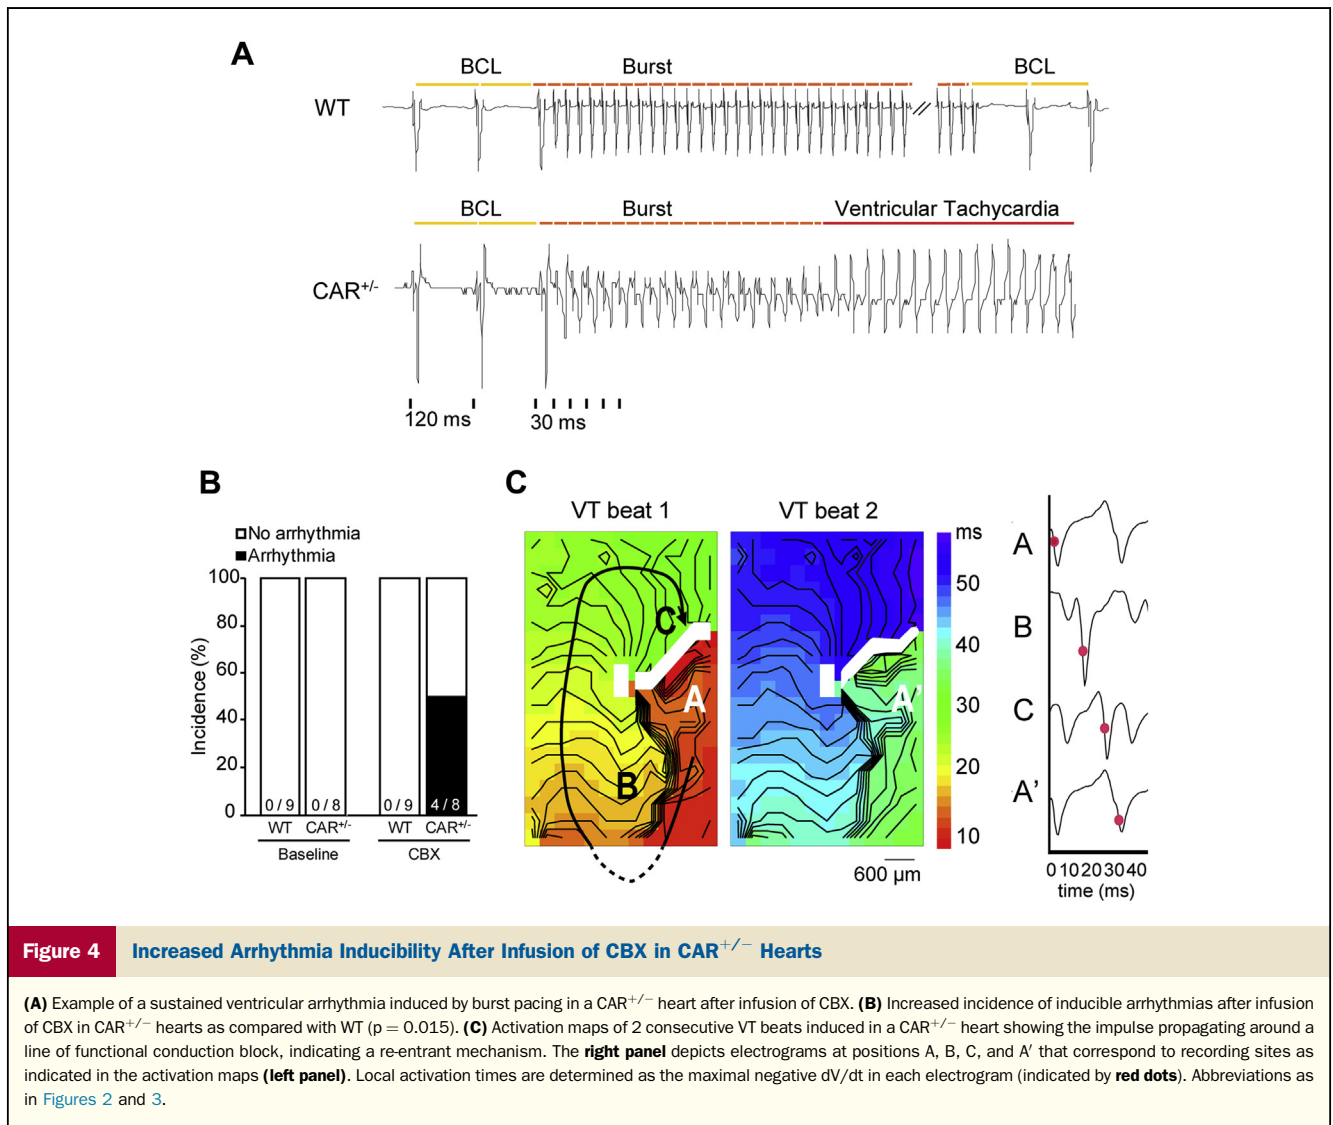 A
BCL Burst BCL
WT
BCL Burst Ventricular Tachycardia
CAR+/-
120 ms 30 ms
B
No arrhythmia
Arrhythmia
Incidence (%)
100
80
60
40
20
0
0 / 9 0 / 8 0 / 9 4 / 8
WT CAR+/- WT CAR+/-
Baseline CBX
C
VT beat 1 VT beat 2
ms
50
40
30
20
10
C
A
B
A'
600 µm
A
B
C
A'
0 10 20 30 40
time (ms)
Figure 4 Increased Arrhythmia Inducibility After Infusion of CBX in CAR+/− Hearts
(A) Example of a sustained ventricular arrhythmia induced by burst pacing in a CAR+/− heart after infusion of CBX. (B) Increased incidence of inducible arrhythmias after infusion
of CBX in CAR+/− hearts as compared with WT (p = 0.015). (C) Activation maps of 2 consecutive VT beats induced in a CAR+/− heart showing the impulse propagating around a
line of functional conduction block, indicating a re-entrant mechanism. The right panel depicts electrograms at positions A, B, C, and A′ that correspond to recording sites as
indicated in the activation maps (left panel). Local activation times are determined as the maximal negative dV/dt in each electrogram (indicated by red dots). Abbreviations as
in Figures 2 and 3.